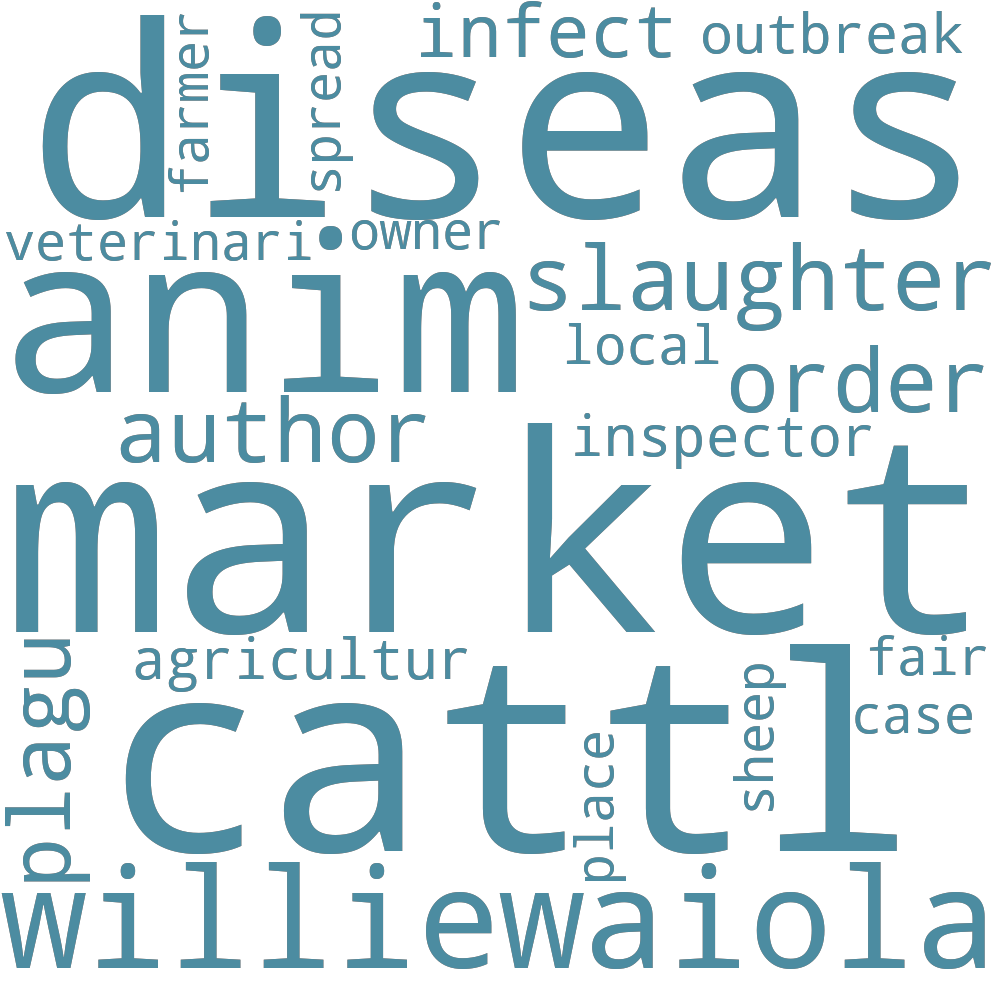 infect
outbreak
farmer
spread
diseas
veterinari
owner
anim
slaughter
local
order
author
inspector
market
plagu
agricultur
fair
sheep
case
cattl
place
williewaiola